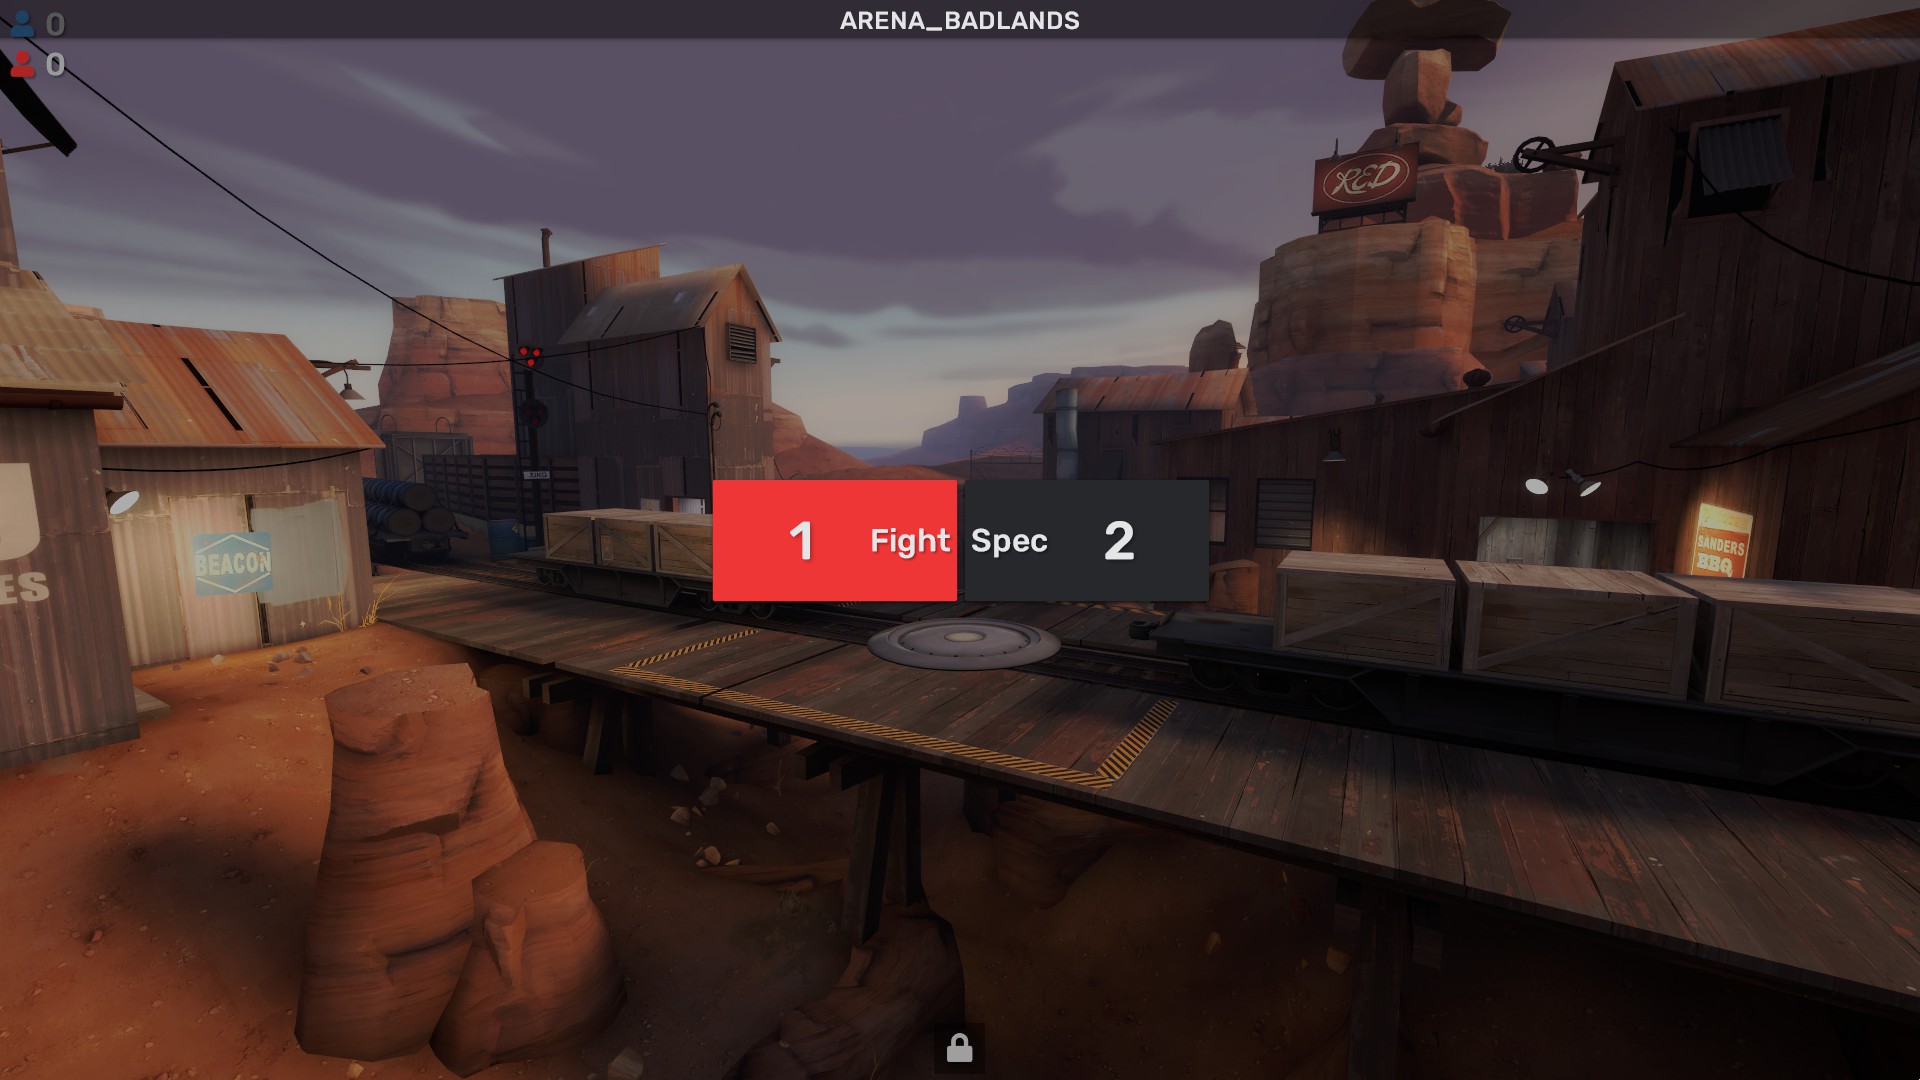 ARENA_BADLANDS
0
0
RED
BEACON
ES
SANDERS
BBQ
1 Fight Spec 2